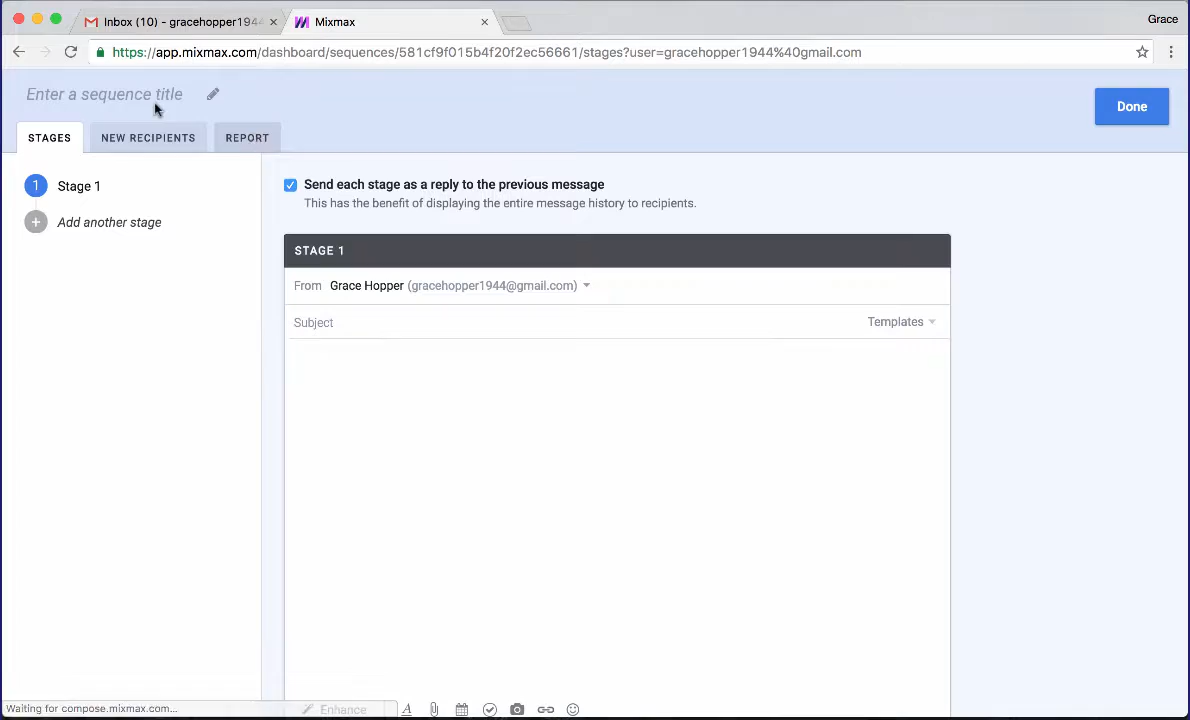 Inbox (10) - gracehopper1944
Mixmax
Grace
https://app.mixmax.com/dashboard/sequences/581cf9f015b4f20f2ec56661/stages?user=gracehopper1944%40gmail.com
Enter a sequence title
Done
STAGES
NEW RECIPIENTS
REPORT
1
Stage 1
Add another stage
Send each stage as a reply to the previous message
This has the benefit of displaying the entire message history to recipients.
STAGE 1
From Grace Hopper (gracehopper1944@gmail.com)
Subject
Templates
Waiting for compose.mixmax.com...
Enhance